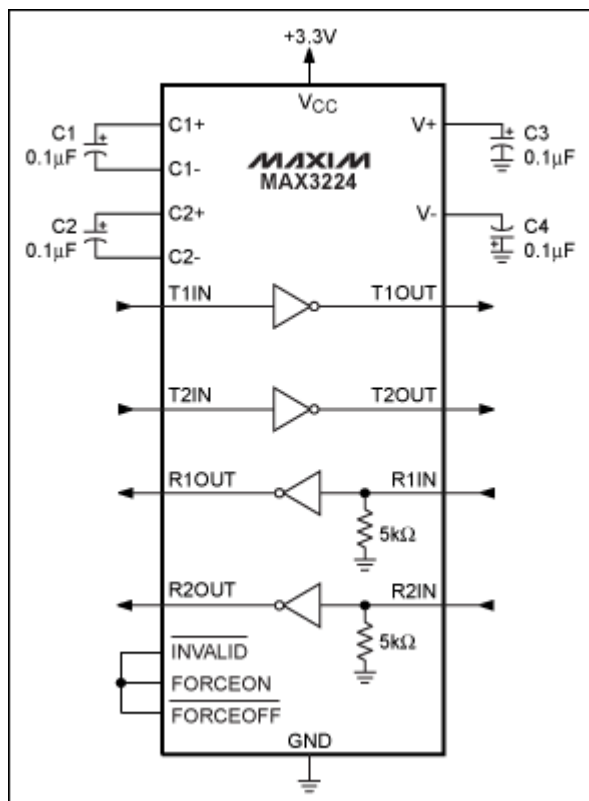 +3.3V
VCC
C1
0.1µF
C1+
C1-
C2
0.1µF
C2+
C2-
MAXIM
MAX3224
V+
C3
0.1µF
V-
C4
0.1µF
T1IN
T1OUT
T2IN
T2OUT
R1OUT
R1IN
5kΩ
R2OUT
R2IN
5kΩ
INVALID
FORCEON
FORCEOFF
GND